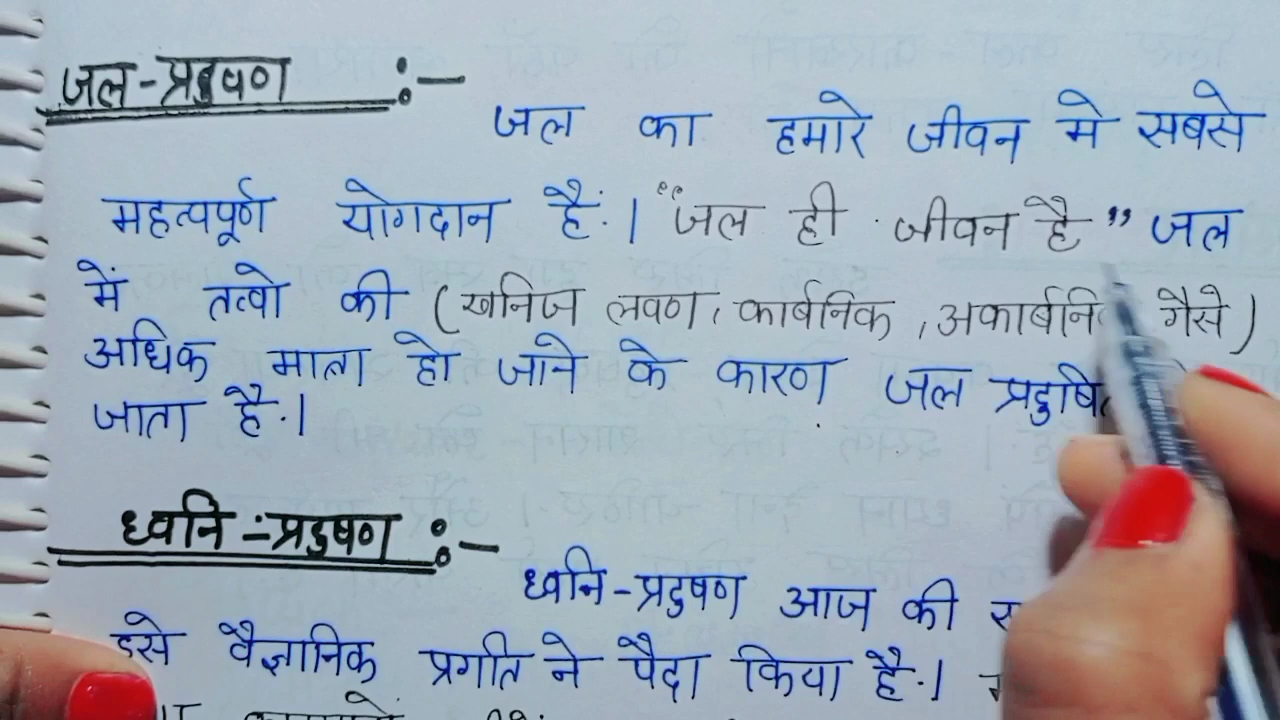 जल-प्रदुषण :-
जल का हमारे जीवन मे सबसे
महत्वपूर्ण योगदान है। "जल ही जीवन है" जल
में तत्वो की (खनिज लवण, कार्बनिक, अकार्बनि गैसे)
अधिक माता हो जाने के कारण जल प्रदुषि
जाता है।
ध्वनि-प्रदुषण :-
ध्वनि-प्रदुषण आज की
इसे वैज्ञानिक प्रगति ने पैदा किया है।